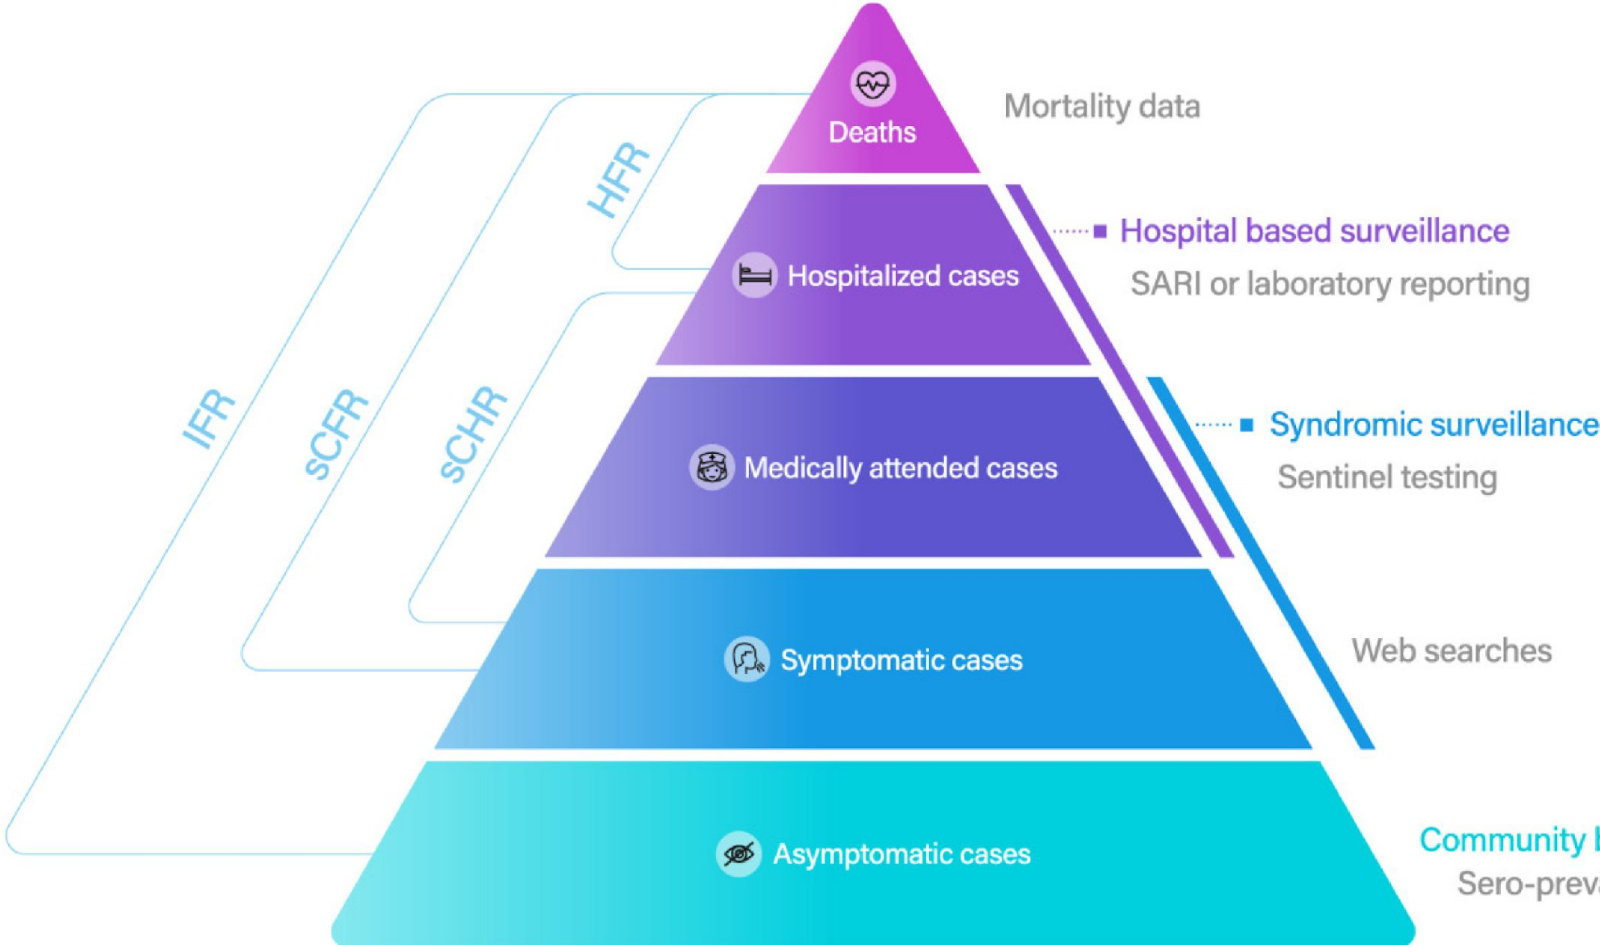 Deaths
Mortality data
HFR
Hospital based surveillance
Hospitalized cases
SARI or laboratory reporting
IFR
sCFR
sCHR
Syndromic surveillance
Medically attended cases
Sentinel testing
Symptomatic cases
Web searches
Asymptomatic cases
Community